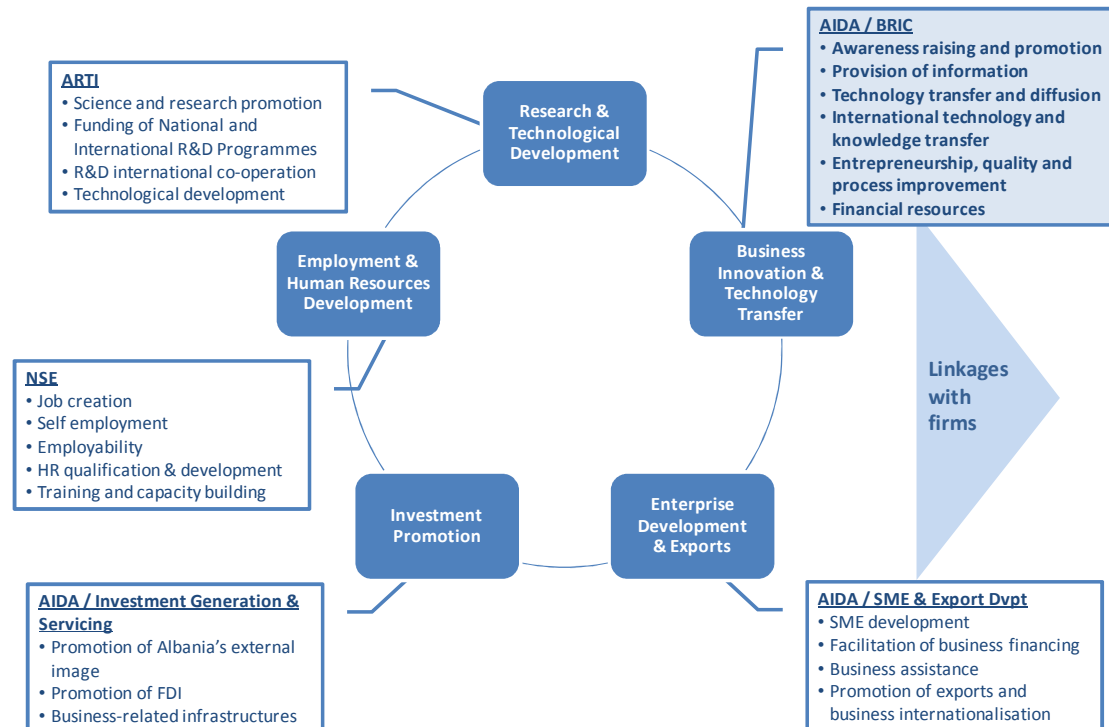 ARTI
• Science and research promotion
• Funding of National and
International R&D Programmes
• R&D international co-operation
• Technological development
Research &
Technological
Development
AIDA / BRIC
• Awareness raising and promotion
• Provision of information
• Technology transfer and diffusion
• International technology and
knowledge transfer
• Entrepreneurship, quality and
process improvement
• Financial resources
Employment &
Human Resources
Development
Business
Innovation &
Technology
Transfer
NSE
• Job creation
• Self employment
• Employability
• HR qualification & development
• Training and capacity building
Linkages
with
firms
Investment
Promotion
Enterprise
Development
& Exports
AIDA / Investment Generation &
Servicing
• Promotion of Albania's external
image
• Promotion of FDI
• Business-related infrastructures
AIDA / SME & Export Dvpt
• SME development
• Facilitation of business financing
• Business assistance
• Promotion of exports and
business internationalisation